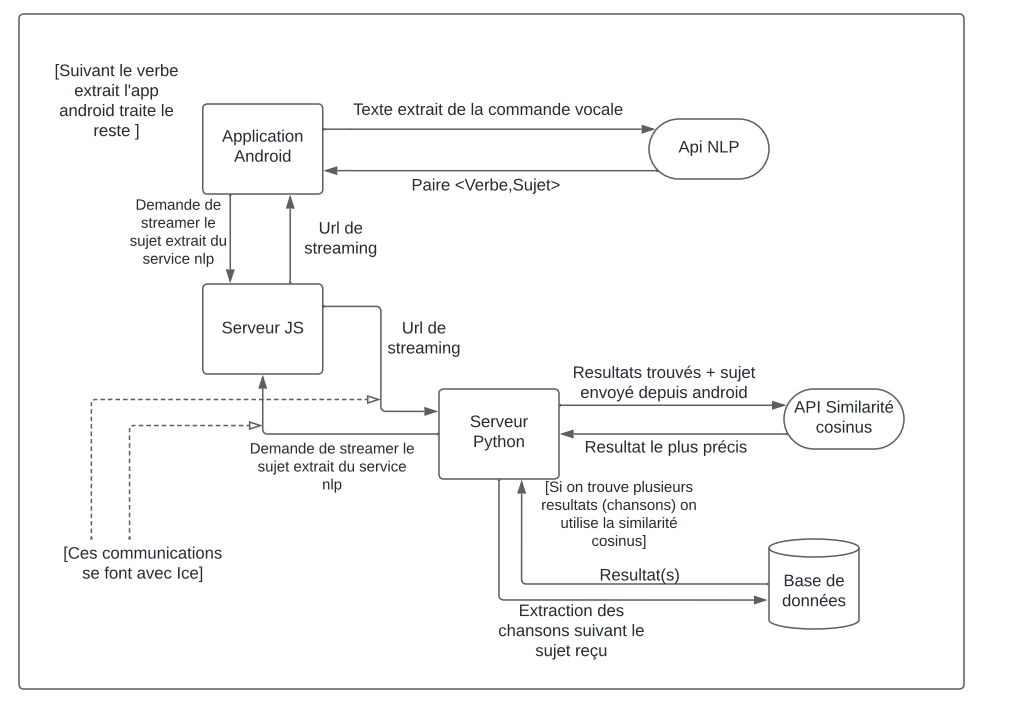 [Suivant le verbe
extrait l'app
android traite le
reste ]
Application
Android
Texte extrait de la commande vocale
Api NLP
Paire <Verbe,Sujet>
Demande de
streamer le
sujet extrait du
service nlp
Url de
streaming
Serveur JS
Url de
streaming
Resultats trouvés + sujet
envoyé depuis android
API Similarité
cosinus
Serveur
Python
Resultat le plus précis
Demande de streamer le
sujet extrait du service
nlp
[Si on trouve plusieurs
resultats (chansons) on
utilise la similarité
cosinus]
[Ces communications
se font avec Ice]
Resultat(s)
Base de
données
Extraction des
chansons suivant le
sujet reçu